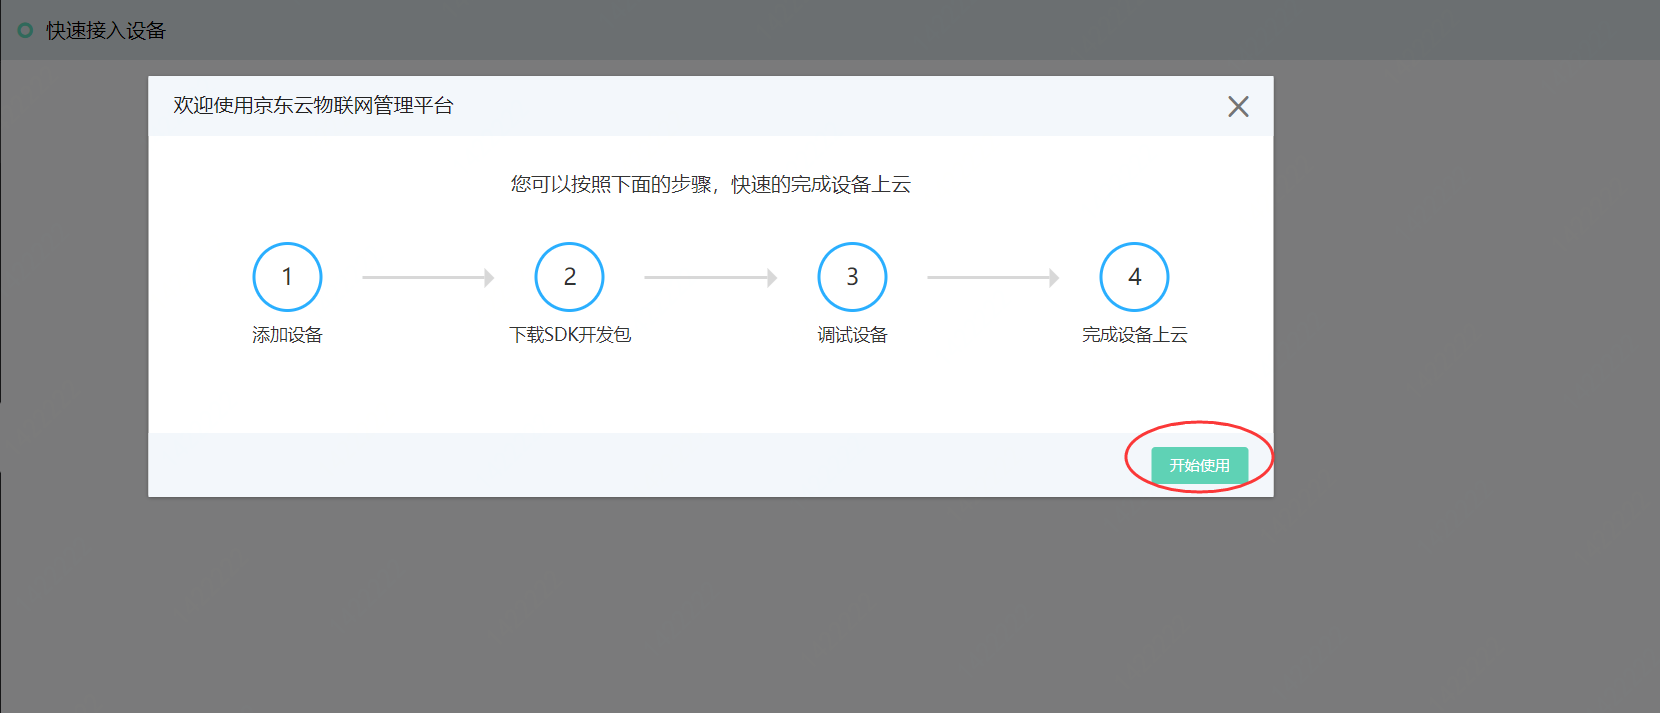 快速接入设备
欢迎使用京东云物联网管理平台
您可以按照下面的步骤，快速的完成设备上云
1
2
3
4
添加设备
下载SDK开发包
调试设备
完成设备上云
开始使用